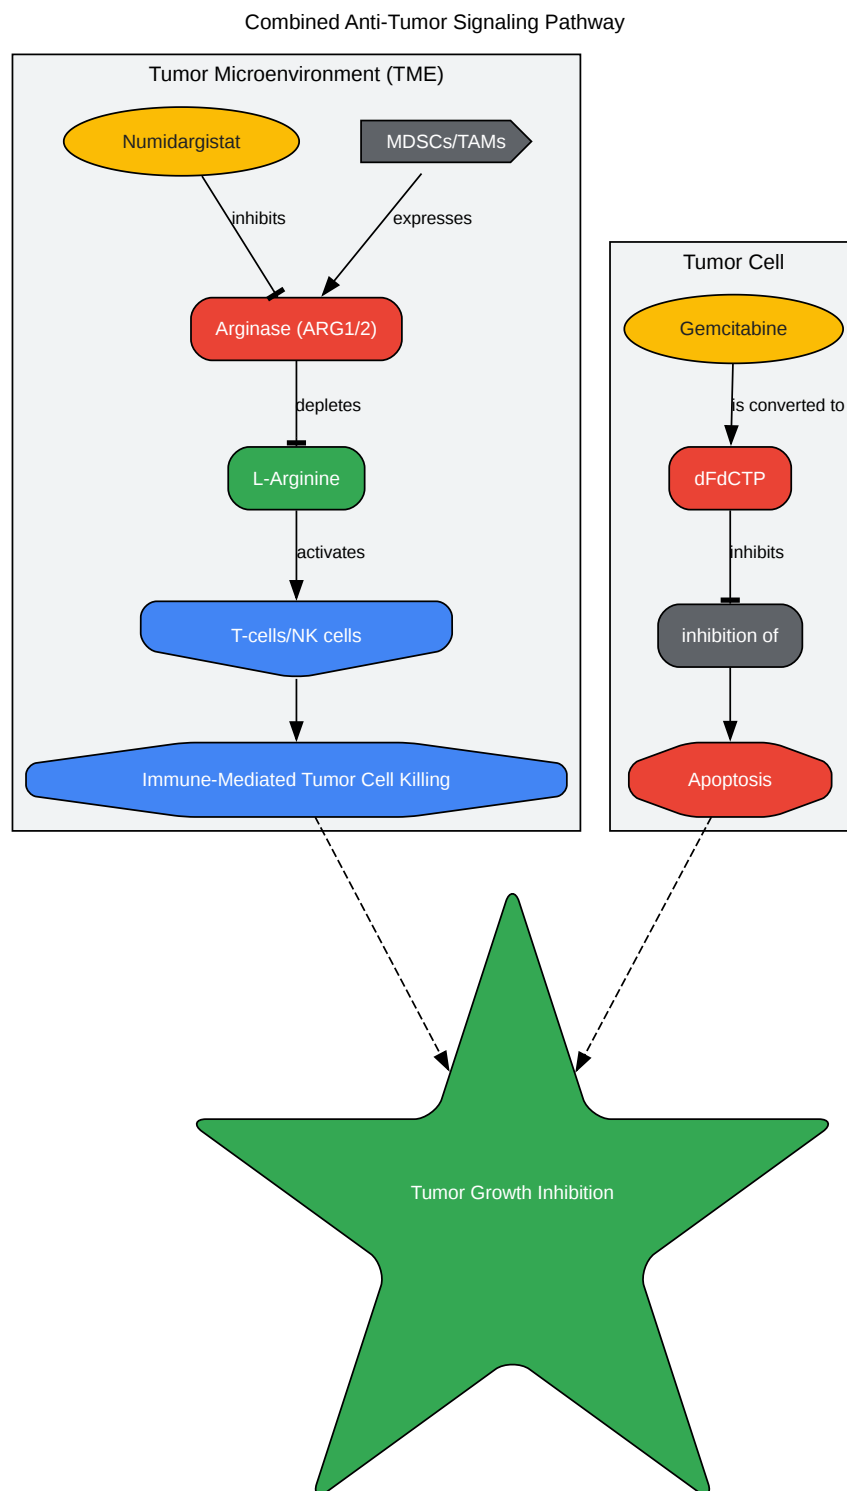 Combined Anti-Tumor Signaling Pathway
Tumor Microenvironment (TME)
Numidargistat
MDSCs/TAMs
inhibits
expresses
Arginase (ARG1/2)
depletes
L-Arginine
activates
T-cells/NK cells
Immune-Mediated Tumor Cell Killing
Tumor Cell
Gemcitabine
is converted to
dFdCTP
inhibits
inhibition of
Apoptosis
Tumor Growth Inhibition